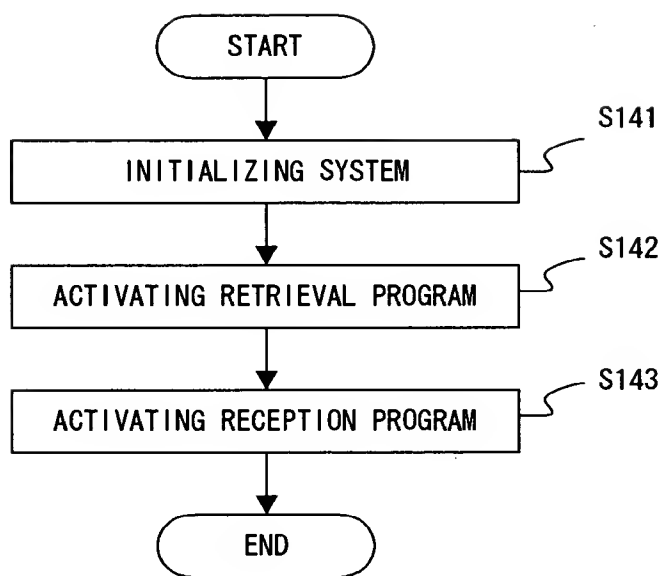 START
S141
INITIALIZING SYSTEM
S142
ACTIVATING RETRIEVAL PROGRAM
S143
ACTIVATING RECEPTION PROGRAM
END